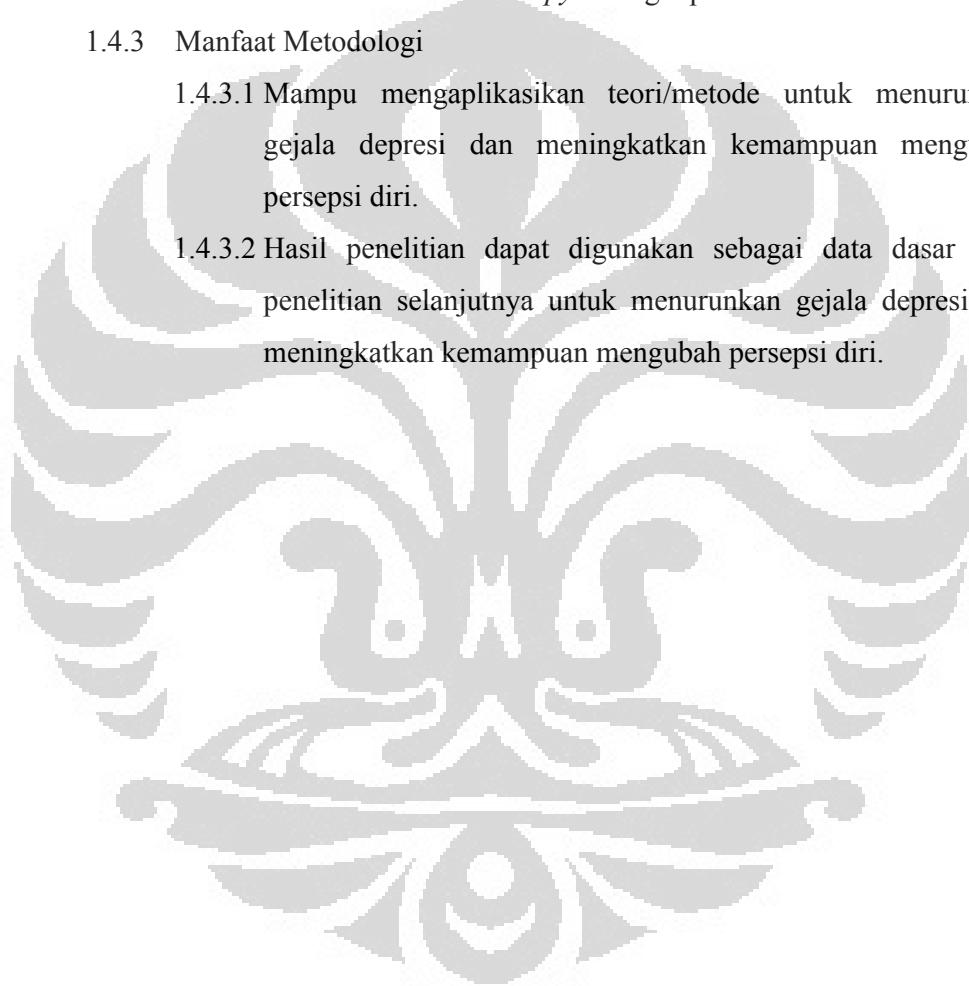 1.4.3 Manfaat Metodologi
1.4.3.1 Mampu mengaplikasikan teori/metode untuk
gejala depresi dan meningkatkan kemampuan
persepsi diri.
1.4.3.2 Hasil penelitian dapat digunakan sebagai data dasar
penelitian selanjutnya untuk menurunkan gejala depresi
meningkatkan kemampuan mengubah persepsi diri.